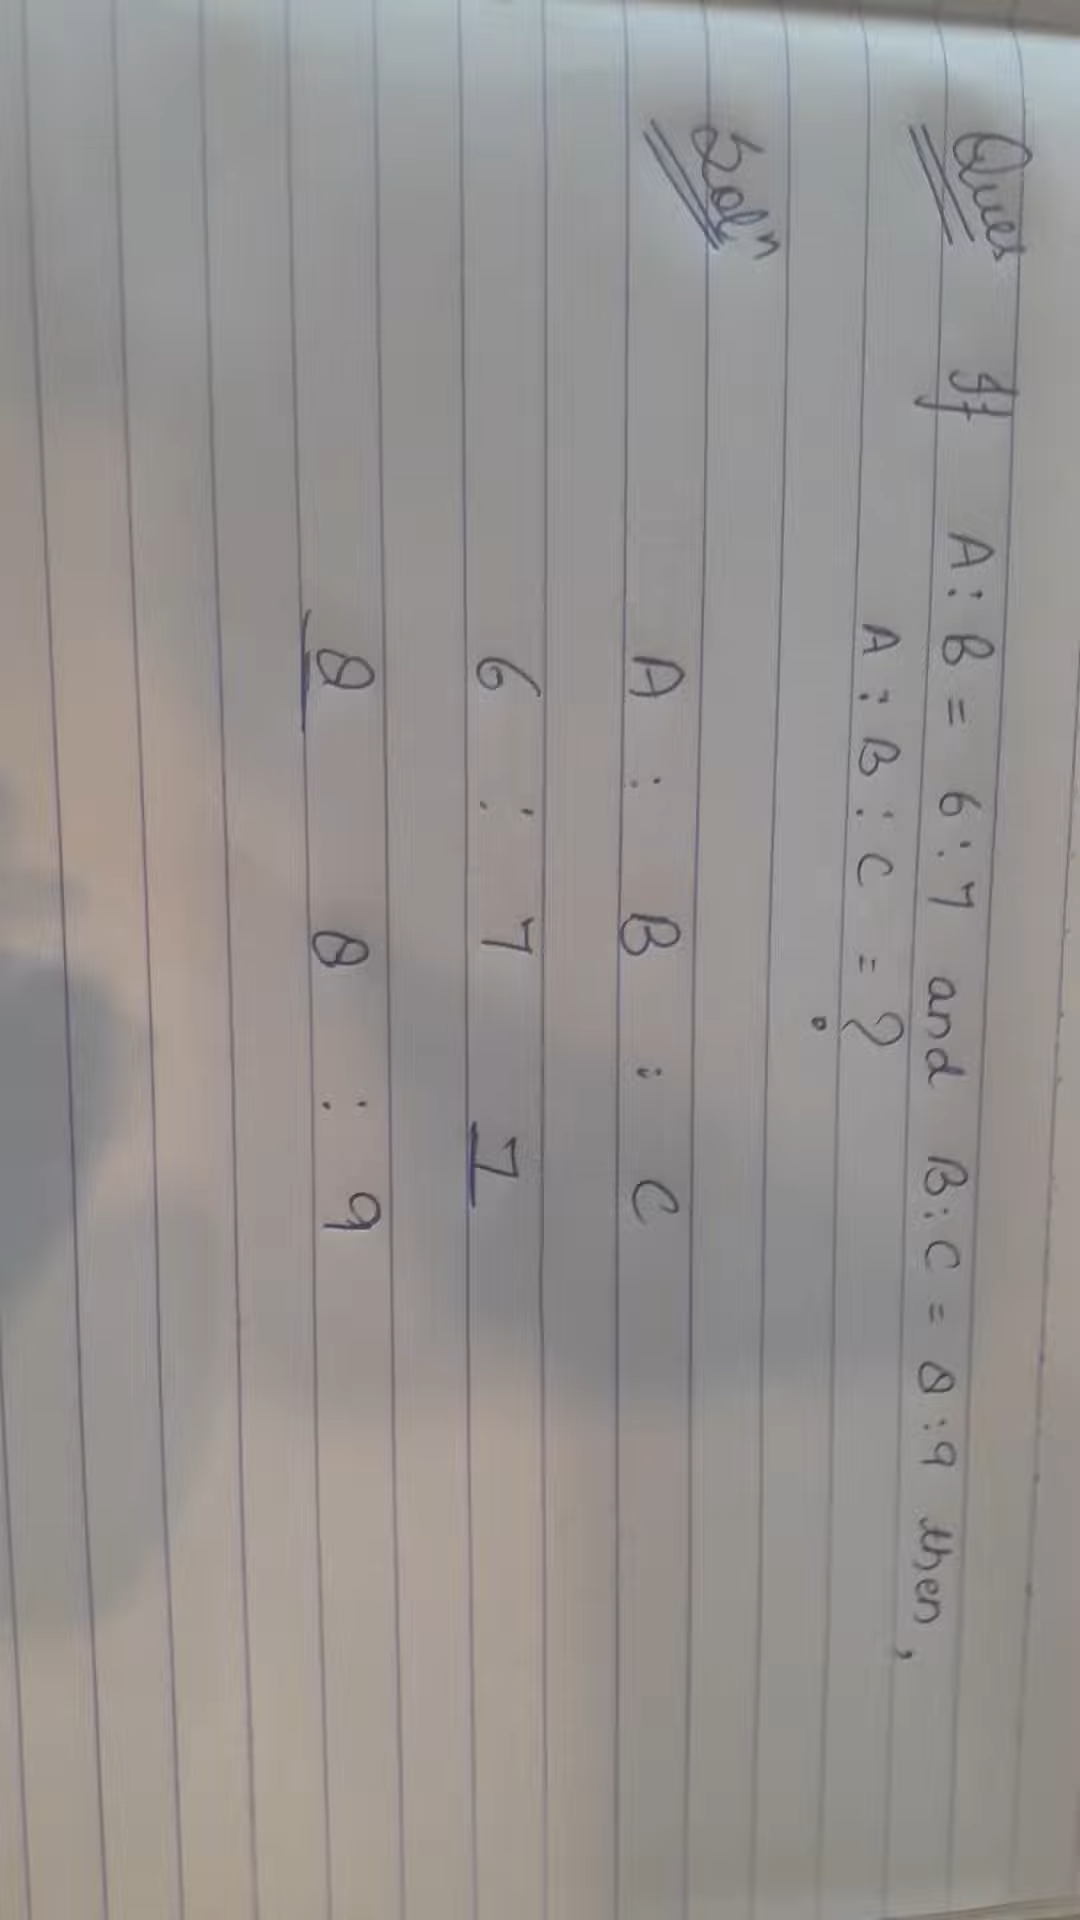 Ques If A : B = 6 : 7 and B : C = 8 : 9 then,
A : B : C = ?
Solⁿ
A : B : C
6 : 7 7
8 8 : 9